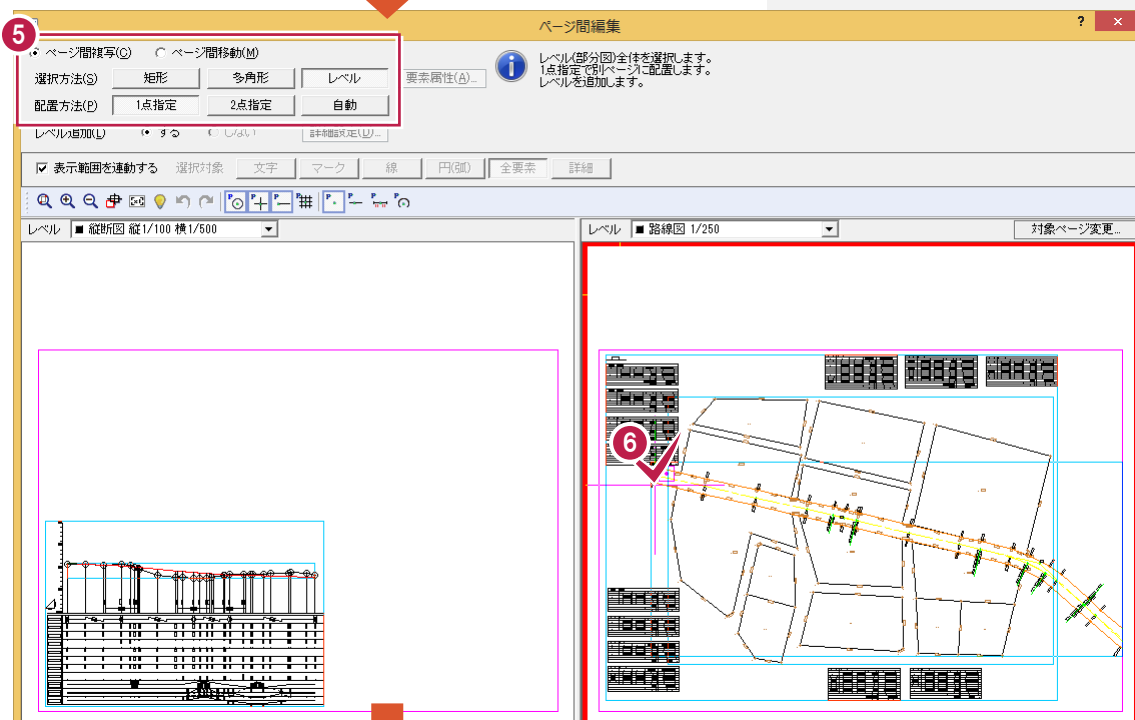 ページ間編集
? ×
5
ページ間複写(C) ページ間移動(M)
選択方法(S) 矩形 多角形 レベル 要素属性(A)...
配置方法(P) 1点指定 2点指定 自動
レベル(部分図)全体を選択します。
1点指定で別ページに配置します。
レベルを追加します。
レベル追加(L) する しない 詳細設定(D)...
表示範囲を連動する 選択対象 文字 マーク 線 円(弧) 全要素 詳細
レベル 縦断図 縦1/100 横1/500
レベル 路線図 1/250 対象ページ変更...
6